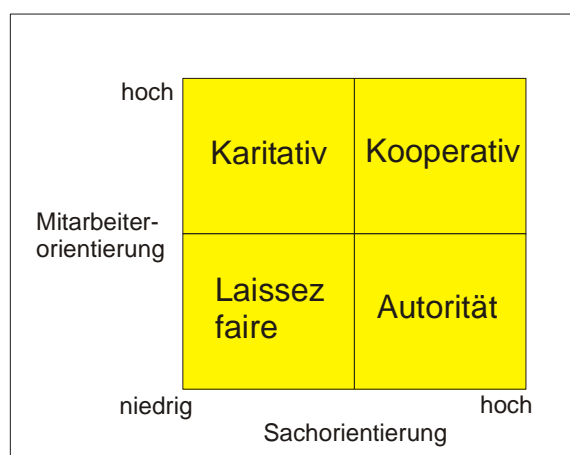 hoch
Karitativ
Kooperativ
Mitarbeiter-
orientierung
Laissez
faire
Autorität
niedrig
hoch
Sachorientierung